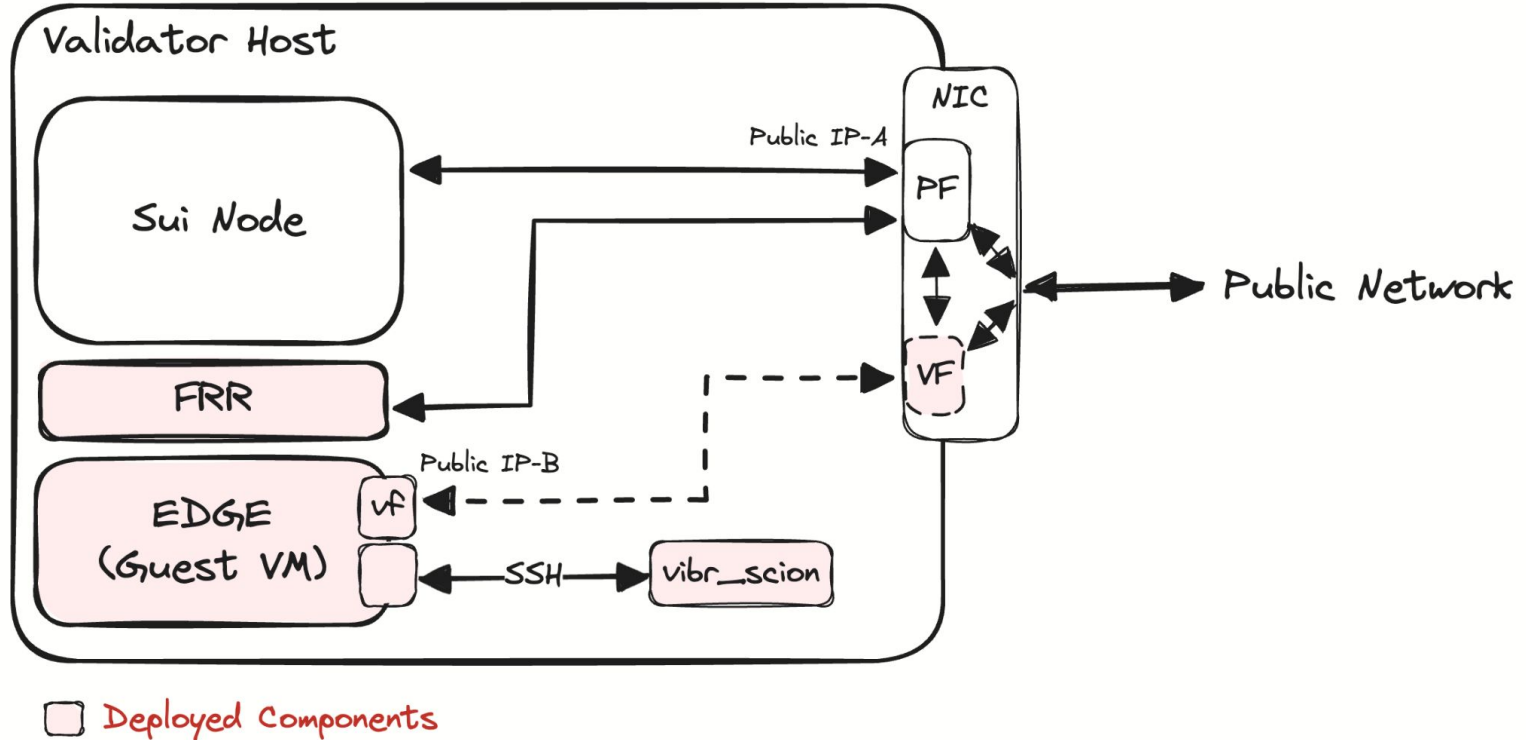 Validator Host
NIC
Public IP-A
PF
Sui Node
Public Network
VF
FRR
Public IP-B
vf
EDGE
(Guest VM)
SSH
vibr_scion
Deployed Components